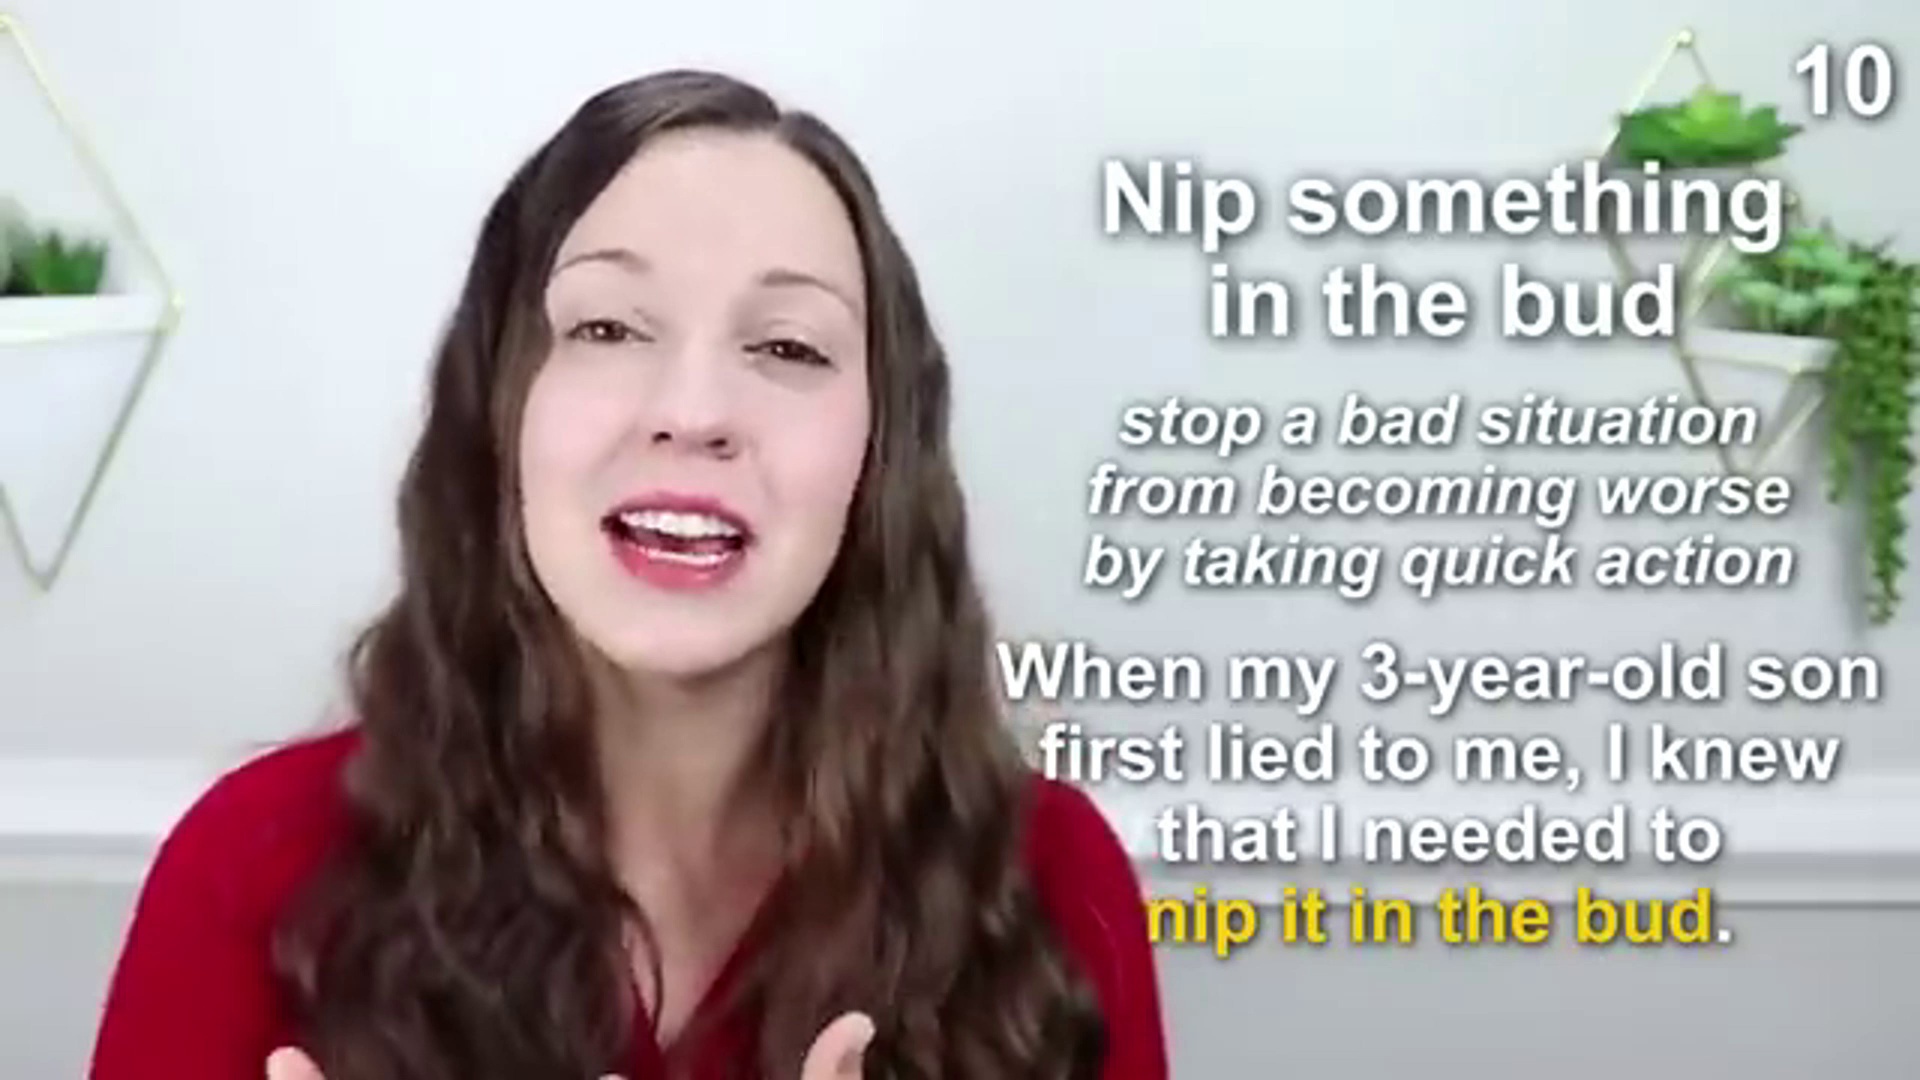 10
Nip something
in the bud
stop a bad situation
from becoming worse
by taking quick action
When my 3-year-old son
first lied to me, I knew
that I needed to
nip it in the bud.